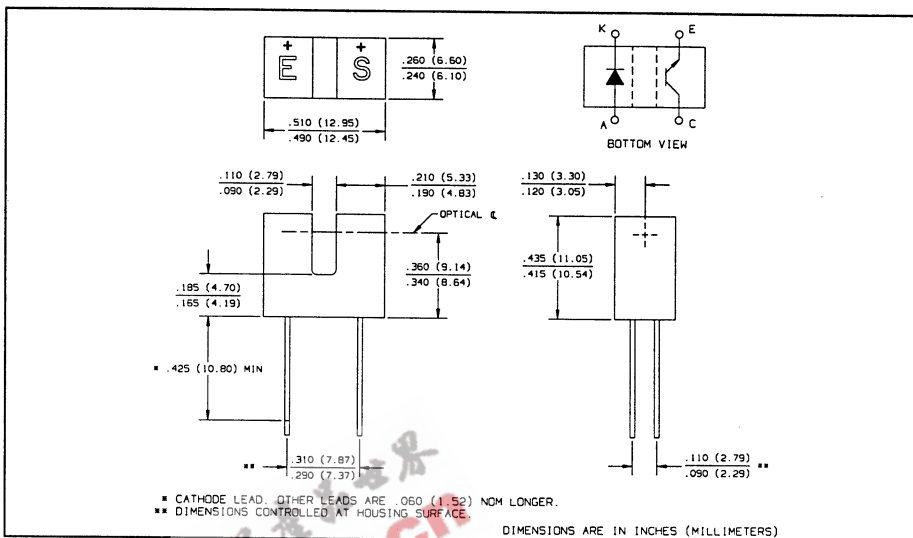 + +
E S
.260 (6.60)
.240 (6.10)
.510 (12.95)
.490 (12.45)
K E
A C
BOTTOM VIEW
.110 (2.79)
.090 (2.29)
.210 (5.33)
.190 (4.83)
OPTICAL ℄
.130 (3.30)
.120 (3.05)
.185 (4.70)
.165 (4.19)
.360 (9.14)
.340 (8.64)
.435 (11.05)
.415 (10.54)
* .425 (10.80) MIN
** .310 (7.87)
.290 (7.37)
.110 (2.79) **
.090 (2.29)
* CATHODE LEAD. OTHER LEADS ARE .060 (1.52) NOM LONGER.
** DIMENSIONS CONTROLLED AT HOUSING SURFACE.
DIMENSIONS ARE IN INCHES (MILLIMETERS)
世界
.cn